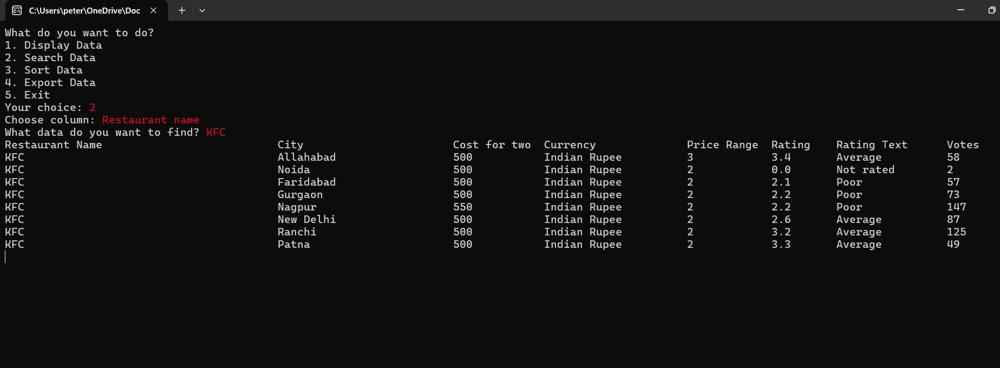 C:\Users\peter\OneDrive\Doc
What do you want to do?
1. Display Data
2. Search Data
3. Sort Data
4. Export Data
5. Exit
Your choice: 2
Choose column: Restaurant name
What data do you want to find? KFC
Restaurant Name City Cost for two Currency Price Range Rating Rating Text Votes
KFC Allahabad 500 Indian Rupee 3 3.4 Average 58
KFC Noida 500 Indian Rupee 2 0.0 Not rated 2
KFC Faridabad 500 Indian Rupee 2 2.1 Poor 57
KFC Gurgaon 500 Indian Rupee 2 2.2 Poor 73
KFC Nagpur 550 Indian Rupee 2 2.2 Poor 147
KFC New Delhi 500 Indian Rupee 2 2.6 Average 87
KFC Ranchi 500 Indian Rupee 2 3.2 Average 125
KFC Patna 500 Indian Rupee 2 3.3 Average 49